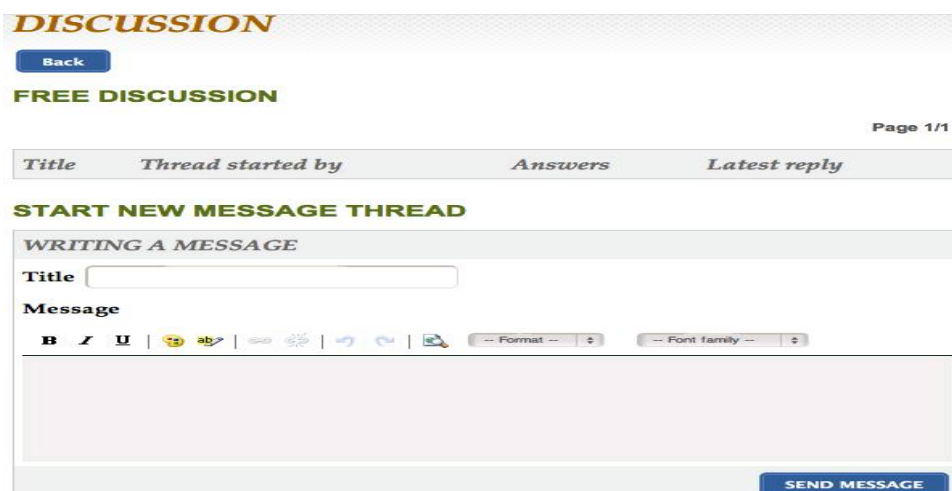 DISCUSSION
Back
FREE DISCUSSION
Page 1/1
Title Thread started by Answers Latest reply
START NEW MESSAGE THREAD
WRITING A MESSAGE
Title
Message
B I U ab -- Format -- -- Font family --
SEND MESSAGE